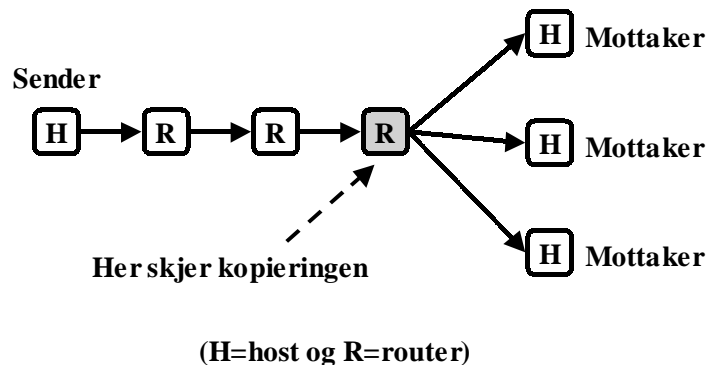 H Mottaker
Sender
H R R R
H Mottaker
Her skjer kopieringen
H Mottaker
(H=host og R=router)